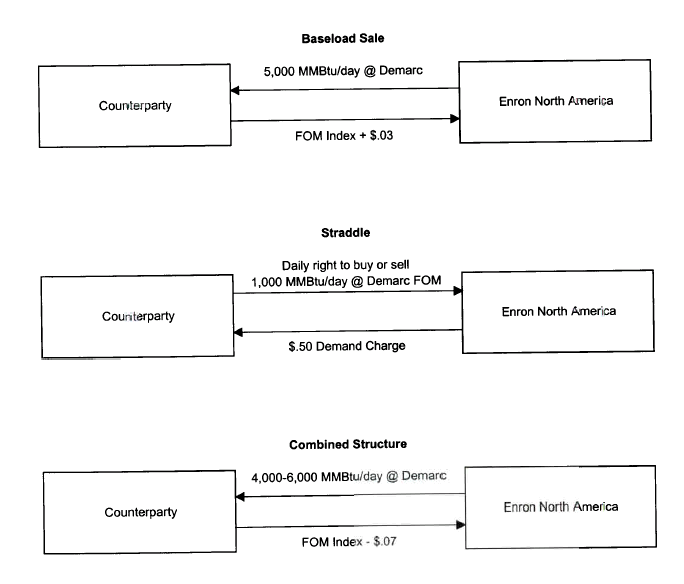 Baseload Sale
5,000 MMBtu/day @ Demarc
Counterparty
Enron North America
FOM Index + $.03
Straddle
Daily right to buy or sell
1,000 MMBtu/day @ Demarc FOM
Counterparty
Enron North America
$.50 Demand Charge
Combined Structure
4,000-6,000 MMBtu/day @ Demarc
Counterparty
Enron North America
FOM Index - $.07